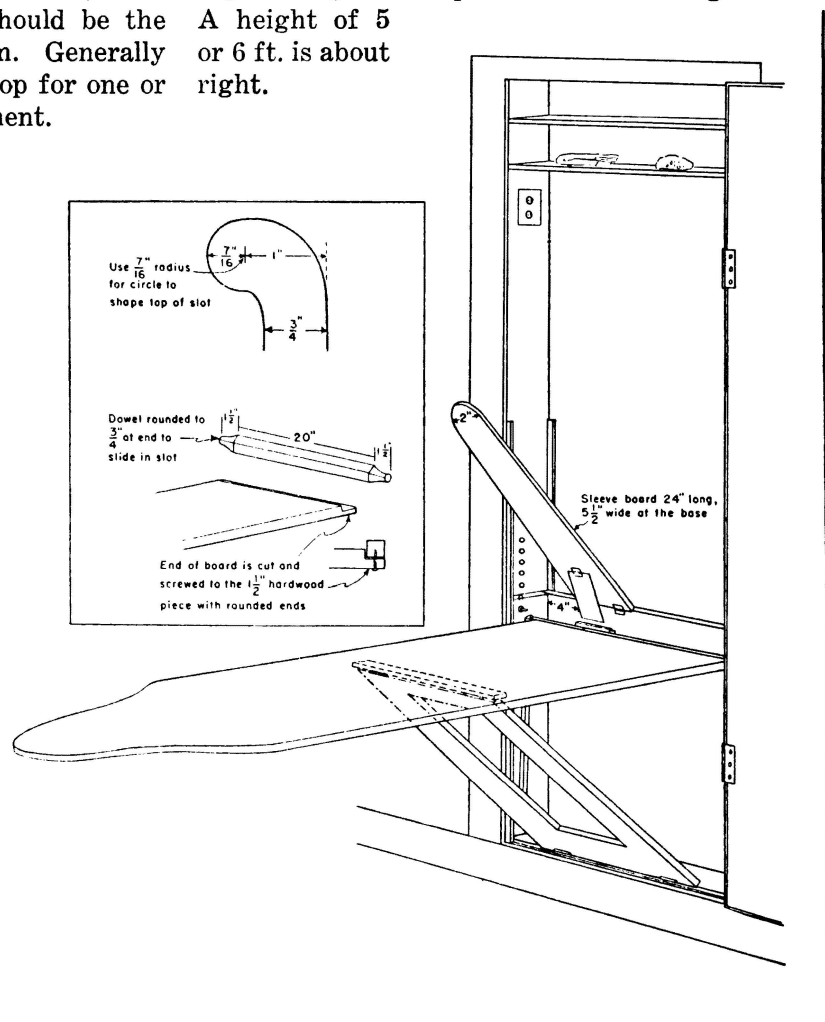 hould be the
Generally
op for one or
A height of 5
or 6 ft. is about
right.
Use 7/16" radius
for circle to
shape top of slot
7/16"
1"
3/4"
Dowel rounded to
3/4" at end to
slide in slot
1 1/2"
20"
1 1/2"
End of board is cut and
screwed to the 1 1/2" hardwood
piece with rounded ends
2"
Sleeve board 24" long,
5 1/2" wide at the base
4"